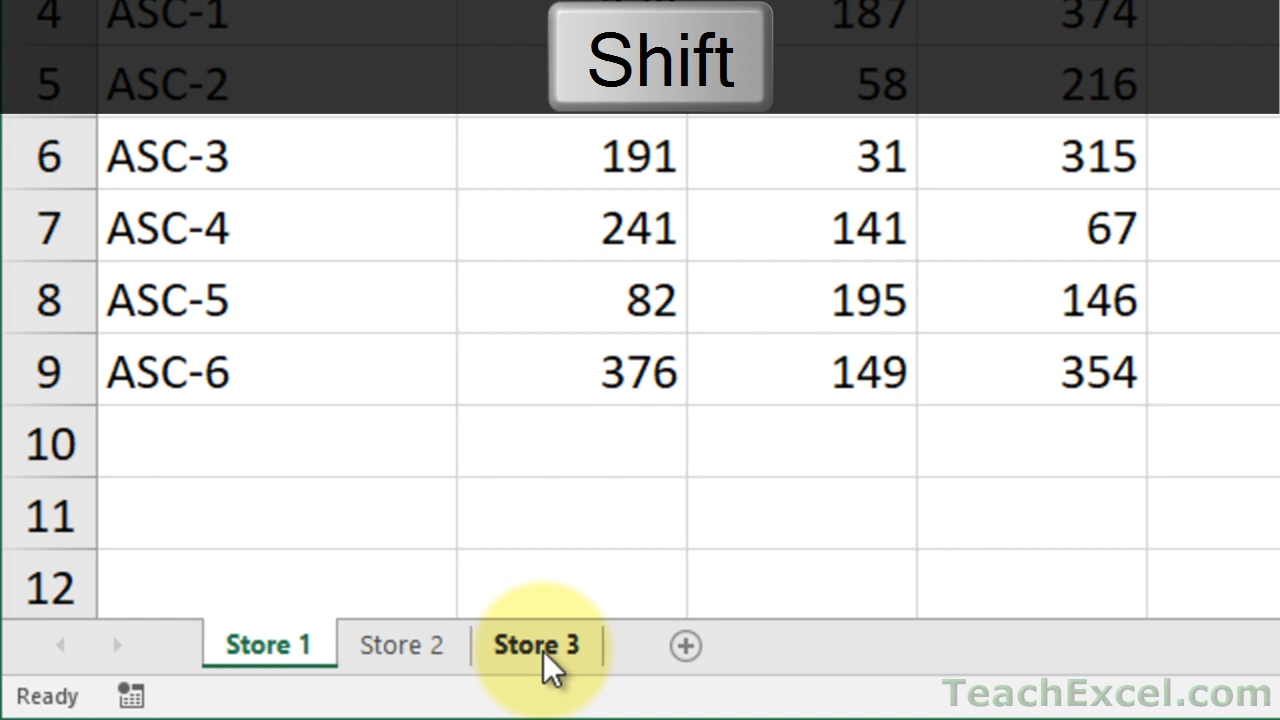 4 ASC-1 187 374
Shift
5 ASC-2 58 216
6 ASC-3 191 31 315
7 ASC-4 241 141 67
8 ASC-5 82 195 146
9 ASC-6 376 149 354
10
11
12
Store 1 Store 2 Store 3
Ready
TeachExcel.com